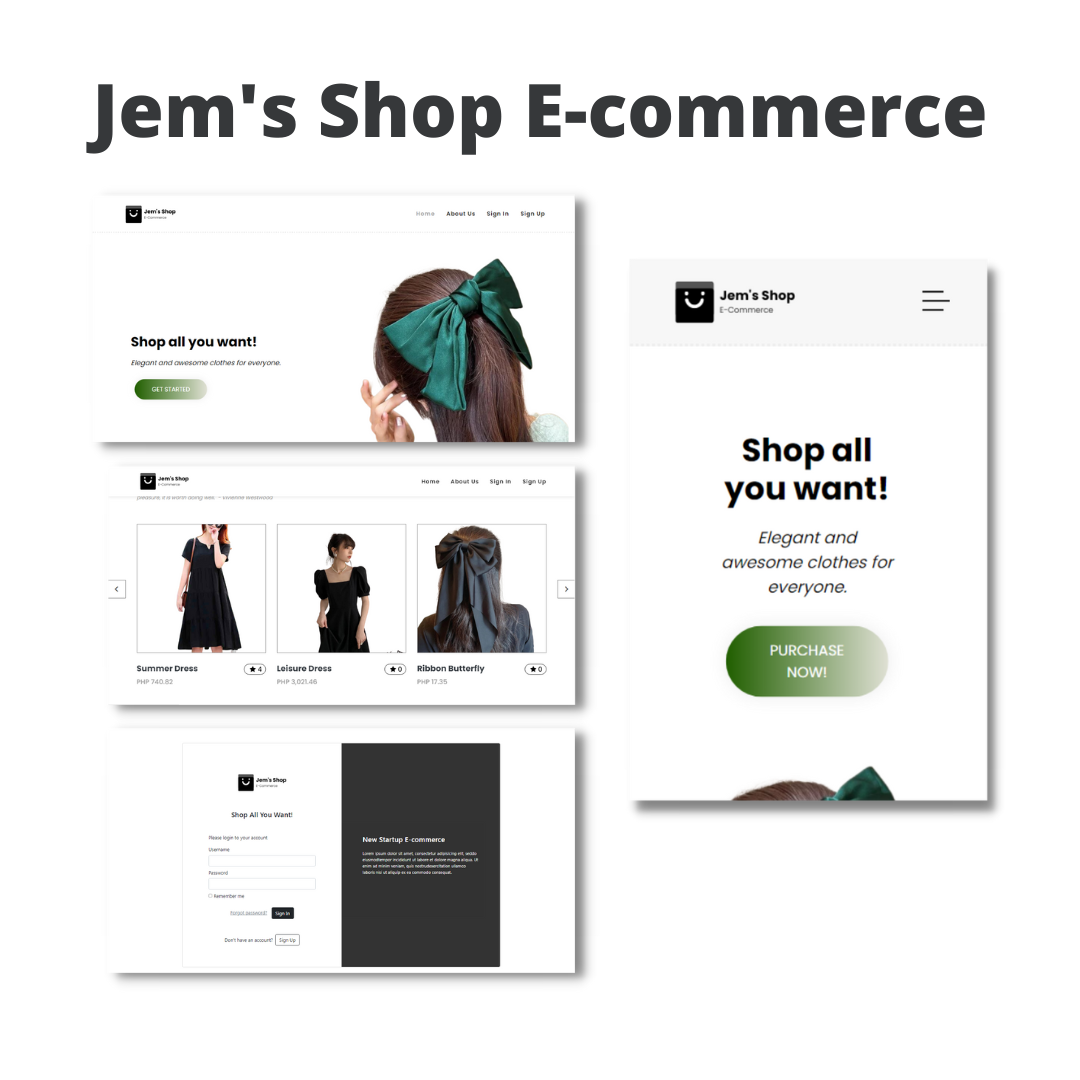 Jem's Shop E-commerce
Jem's Shop
E-Commerce
Home About Us Sign In Sign Up
Shop all you want!
Elegant and awesome clothes for everyone.
GET STARTED
Jem's Shop
E-Commerce
Home About Us Sign In Sign Up
pleasure, it is worth doing well. - Vivienne Westwood
Summer Dress
4
PHP 740.82
Leisure Dress
0
PHP 3,021.46
Ribbon Butterfly
0
PHP 17.35
Jem's Shop
E-Commerce
Shop All You Want!
Please login to your account
Username
Password
Remember me
Forgot password? Sign In
Don't have an account? Sign Up
New Startup E-commerce
Lorem ipsum dolor sit amet, consectetur adipisicing elit, seddo
eiusmodtempor incididunt ut labore et dolore magna aliqua. Ut
enim ad minim veniam, quis nostrudexercitation ullamco
laboris nisi ut aliquip ex ea commodo consequat.
Jem's Shop
E-Commerce
Shop all
you want!
Elegant and
awesome clothes for
everyone.
PURCHASE
NOW!